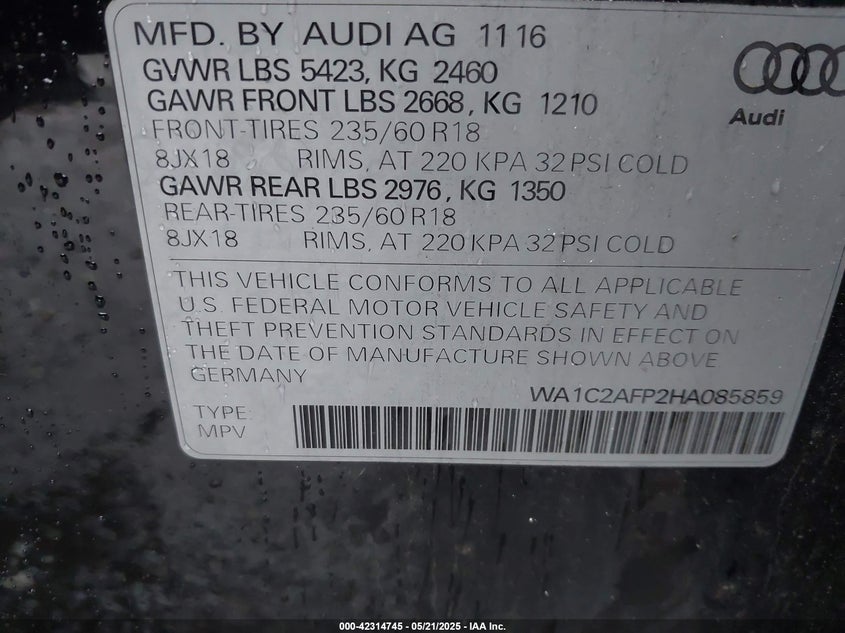 MFD. BY AUDI AG 11 16
GVWR LBS 5423, KG 2460
GAWR FRONT LBS 2668, KG 1210
FRONT-TIRES 235/60 R18
8JX18 RIMS, AT 220 KPA 32 PSI COLD
GAWR REAR LBS 2976, KG 1350
REAR-TIRES 235/60 R18
8JX18 RIMS, AT 220 KPA 32 PSI COLD
Audi
THIS VEHICLE CONFORMS TO ALL APPLICABLE
U.S. FEDERAL MOTOR VEHICLE SAFETY AND
THEFT PREVENTION STANDARDS IN EFFECT ON
THE DATE OF MANUFACTURE SHOWN ABOVE
GERMANY
WA1C2AFP2HA085859
TYPE:
MPV
000-42314745 - 05/21/2025 - IAA Inc.